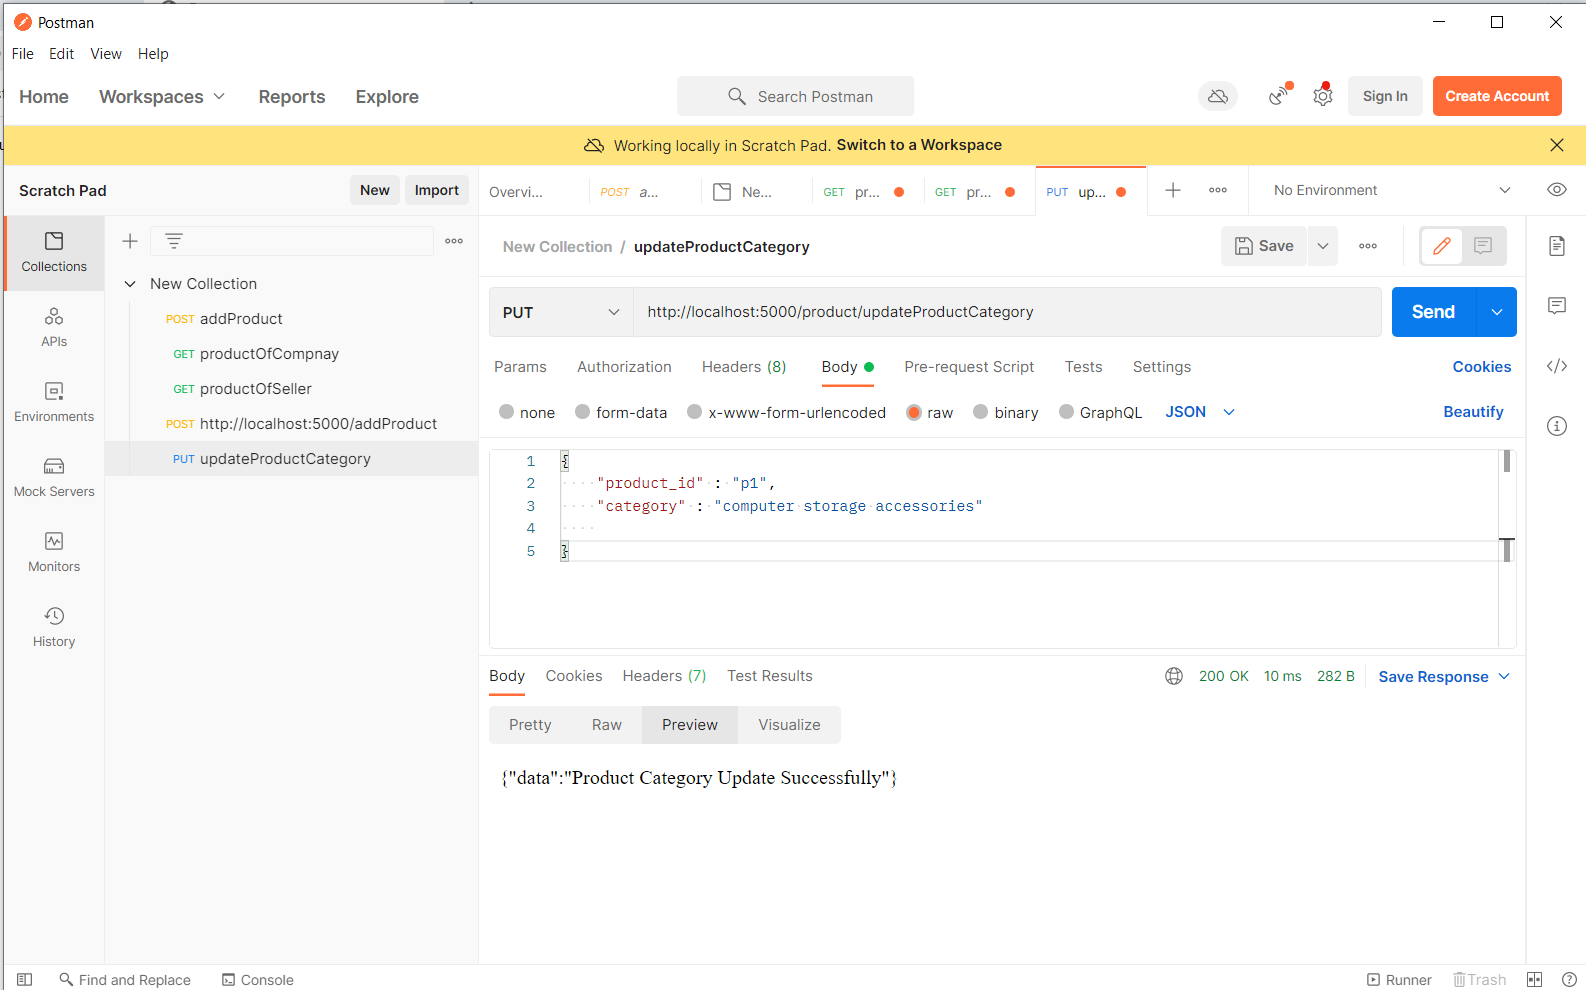 Postman
File Edit View Help
Home Workspaces Reports Explore Search Postman Sign In Create Account
Working locally in Scratch Pad. Switch to a Workspace
Scratch Pad New Import Overvi... POST a... Ne... GET pr... GET pr... PUT up... No Environment
Collections
New Collection / updateProductCategory Save
New Collection
POST addProduct
GET productOfCompnay
GET productOfSeller
POST http://localhost:5000/addProduct
PUT updateProductCategory
APIs
Environments
Mock Servers
Monitors
History
PUT http://localhost:5000/product/updateProductCategory Send
Params Authorization Headers (8) Body Pre-request Script Tests Settings Cookies
none form-data x-www-form-urlencoded raw binary GraphQL JSON Beautify
1 {
2 "product_id" : "p1",
3 "category" : "computer storage accessories"
4
5 }
Body Cookies Headers (7) Test Results 200 OK 10 ms 282 B Save Response
Pretty Raw Preview Visualize
{"data":"Product Category Update Successfully"}
Find and Replace Console Runner Trash